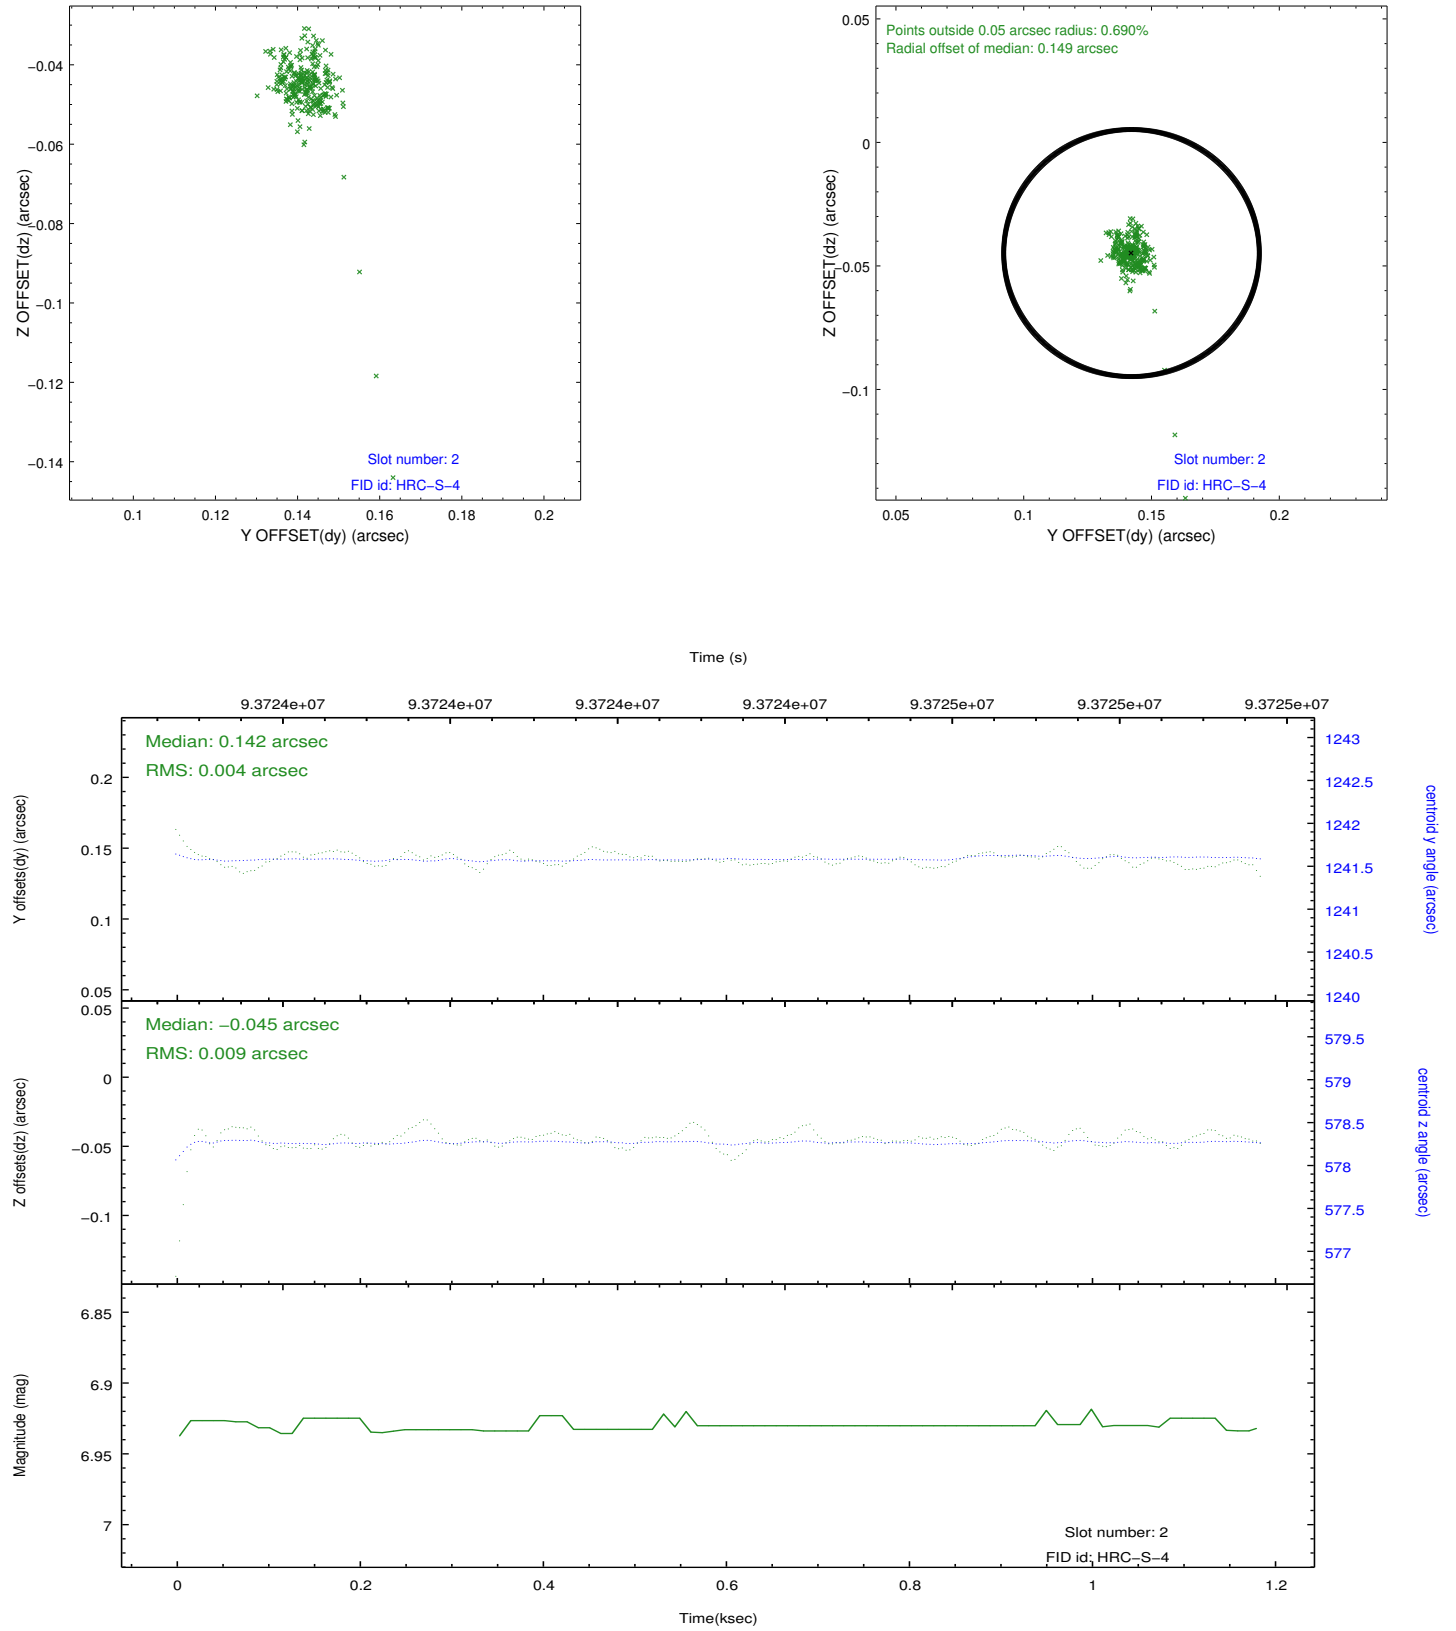 −0.04
−0.06
−0.08
−0.1
−0.12
−0.14
Z OFFSET(dz) (arcsec)
0.1 0.12 0.14 0.16 0.18 0.2
Y OFFSET(dy) (arcsec)
Slot number: 2
FID id: HRC−S−4
Points outside 0.05 arcsec radius: 0.690%
Radial offset of median: 0.149 arcsec
0.05
0
−0.05
−0.1
Z OFFSET(dz) (arcsec)
0.05 0.1 0.15 0.2
Y OFFSET(dy) (arcsec)
Slot number: 2
FID id: HRC−S−4
Time (s)
9.3724e+07 9.3724e+07 9.3724e+07 9.3724e+07 9.3725e+07 9.3725e+07 9.3725e+07
Median: 0.142 arcsec
RMS: 0.004 arcsec
0.2
0.15
0.1
0.05
Y offsets(dy) (arcsec)
1243
1242.5
1242
1241.5
1241
1240.5
1240
centroid y angle (arcsec)
Median: −0.045 arcsec
RMS: 0.009 arcsec
0.05
0
−0.05
−0.1
Z offsets(dz) (arcsec)
579.5
579
578.5
578
577.5
577
centroid z angle (arcsec)
6.85
6.9
6.95
7
Magnitude (mag)
Slot number: 2
FID id: HRC−S−4
0 0.2 0.4 0.6 0.8 1 1.2
Time(ksec)